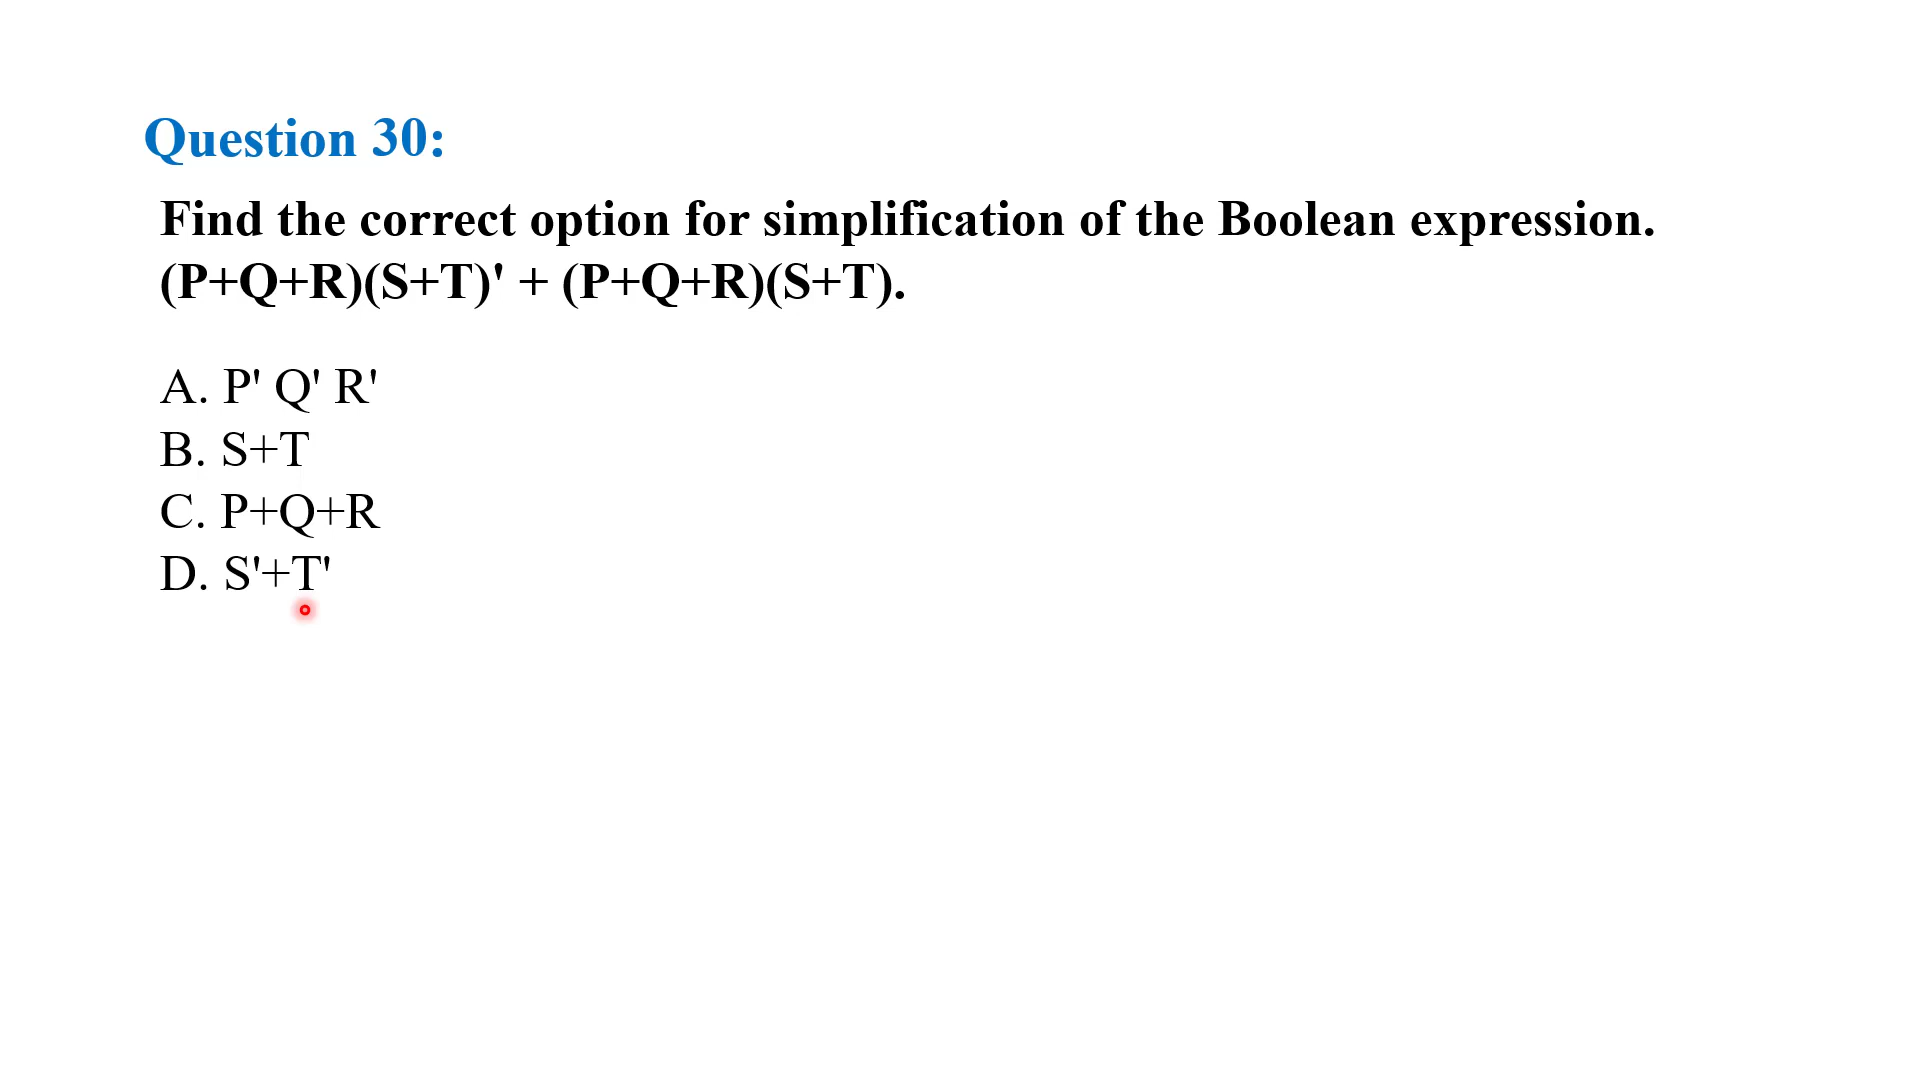 Question 30:
Find the correct option for simplification of the Boolean expression.
(P+Q+R)(S+T)' + (P+Q+R)(S+T).
A. P' Q' R'
B. S+T
C. P+Q+R
D. S'+T'